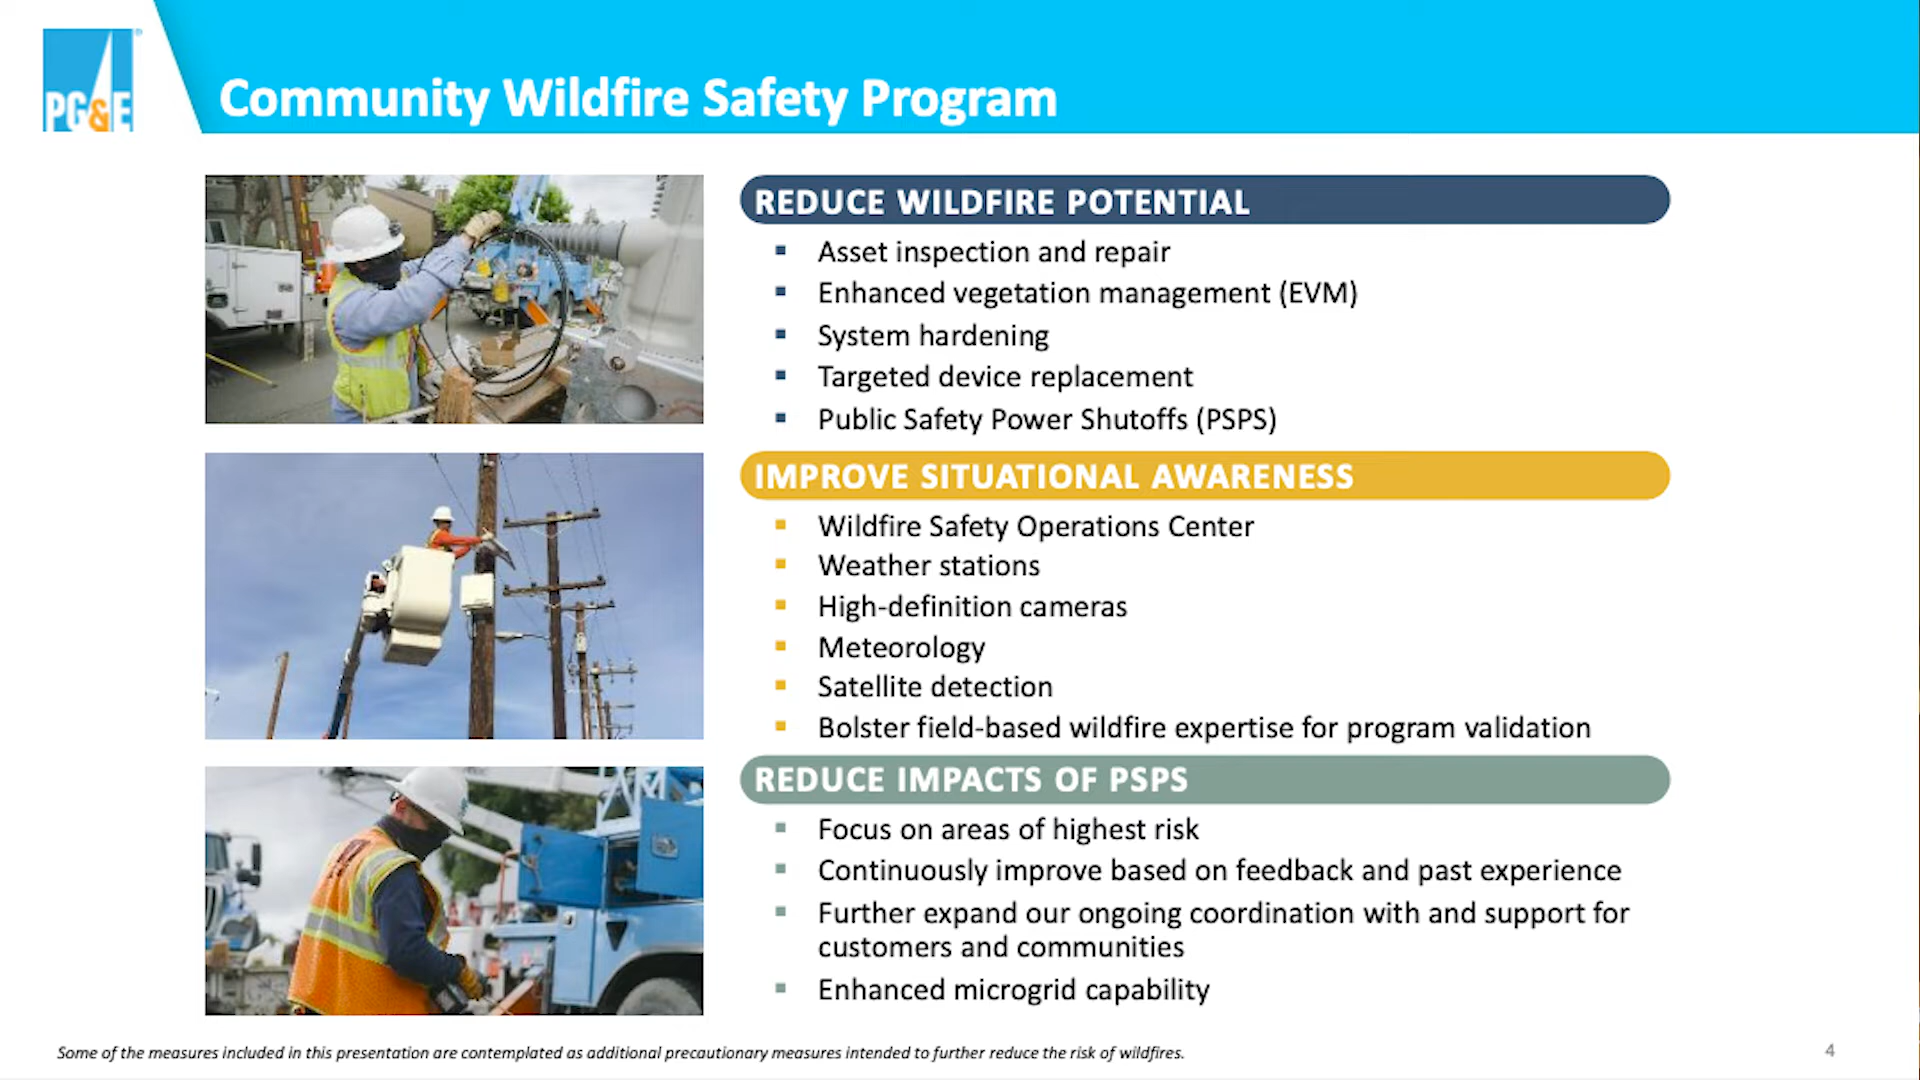 PG&E
Community Wildfire Safety Program
REDUCE WILDFIRE POTENTIAL
Asset inspection and repair
Enhanced vegetation management (EVM)
System hardening
Targeted device replacement
Public Safety Power Shutoffs (PSPS)
IMPROVE SITUATIONAL AWARENESS
Wildfire Safety Operations Center
Weather stations
High-definition cameras
Meteorology
Satellite detection
Bolster field-based wildfire expertise for program validation
REDUCE IMPACTS OF PSPS
Focus on areas of highest risk
Continuously improve based on feedback and past experience
Further expand our ongoing coordination with and support for
customers and communities
Enhanced microgrid capability
Some of the measures included in this presentation are contemplated as additional precautionary measures intended to further reduce the risk of wildfires.
4